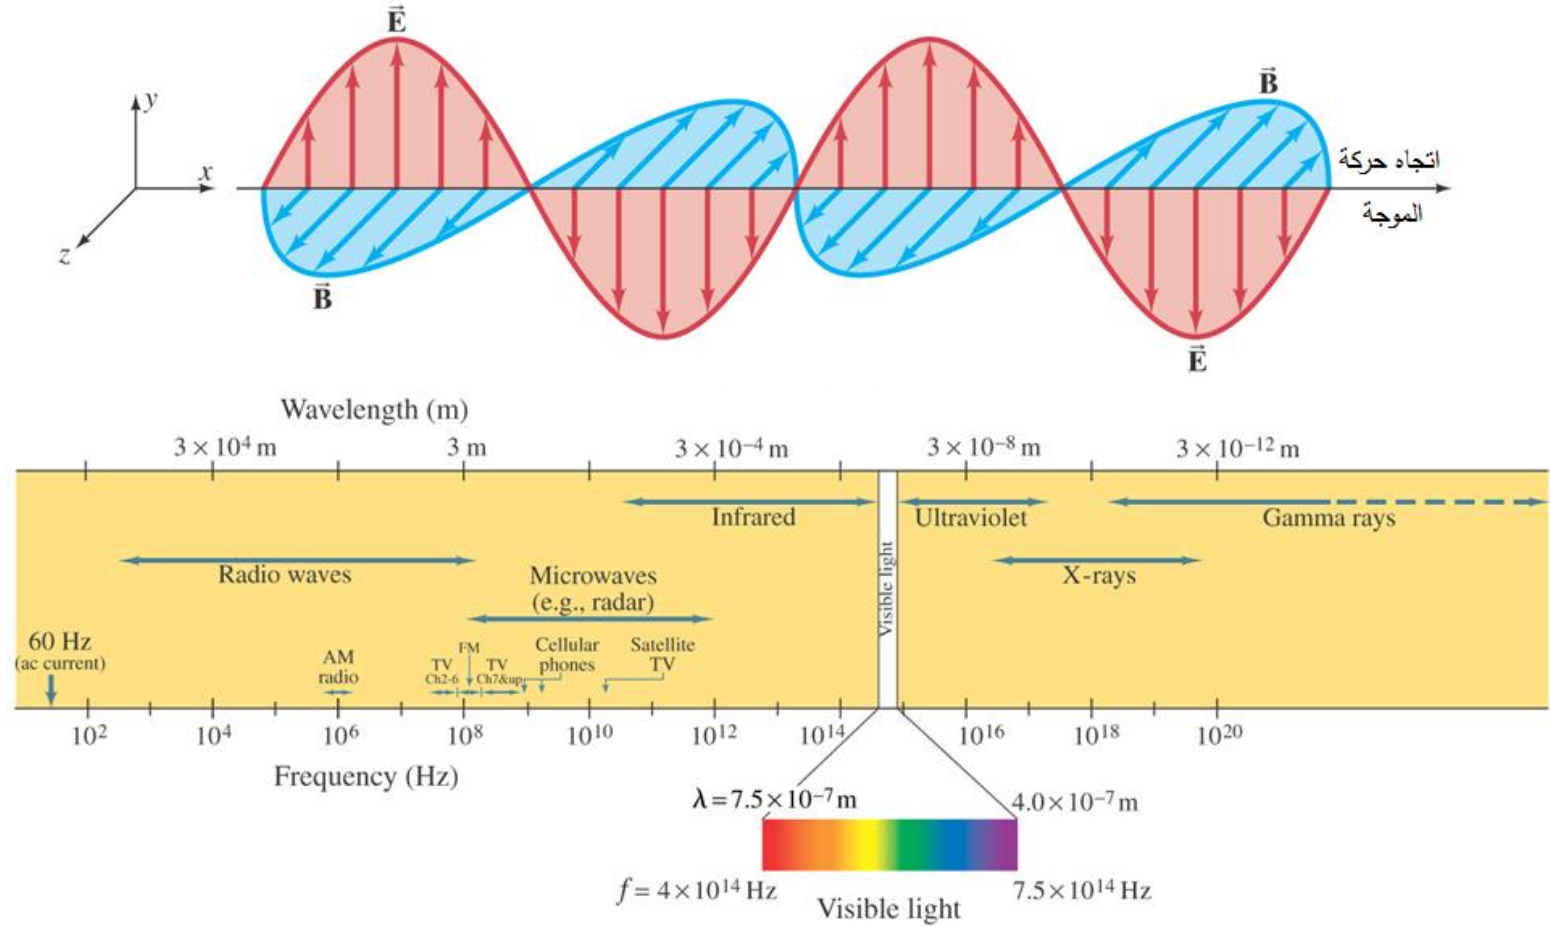 E
B
y
x
z
اتجاه حركة
الموجة
B
E
Wavelength (m)
3 × 10⁴ m
3 m
3 × 10⁻⁴ m
3 × 10⁻⁸ m
3 × 10⁻¹² m
Infrared
Ultraviolet
Gamma rays
Radio waves
Microwaves
(e.g., radar)
X-rays
Visible light
60 Hz
(ac current)
AM
radio
TV
Ch2-6
FM
TV
Ch7&up
Cellular
phones
Satellite
TV
10²
10⁴
10⁶
10⁸
10¹⁰
10¹²
10¹⁴
10¹⁶
10¹⁸
10²⁰
Frequency (Hz)
λ = 7.5 × 10⁻⁷ m
4.0 × 10⁻⁷ m
f = 4 × 10¹⁴ Hz
7.5 × 10¹⁴ Hz
Visible light